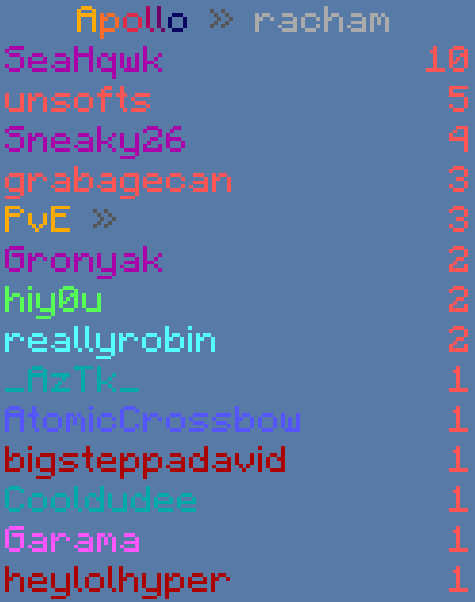 Apollo » racham
SeaHqwk 10
unsofts 5
Sneaky26 4
grabagecan 3
PvE » 3
Gronyak 2
hiy0u 2
reallyrobin 2
_AzTk_ 1
AtomicCrossbow 1
bigsteppadavid 1
Cooldudee 1
Garama 1
heylolhyper 1